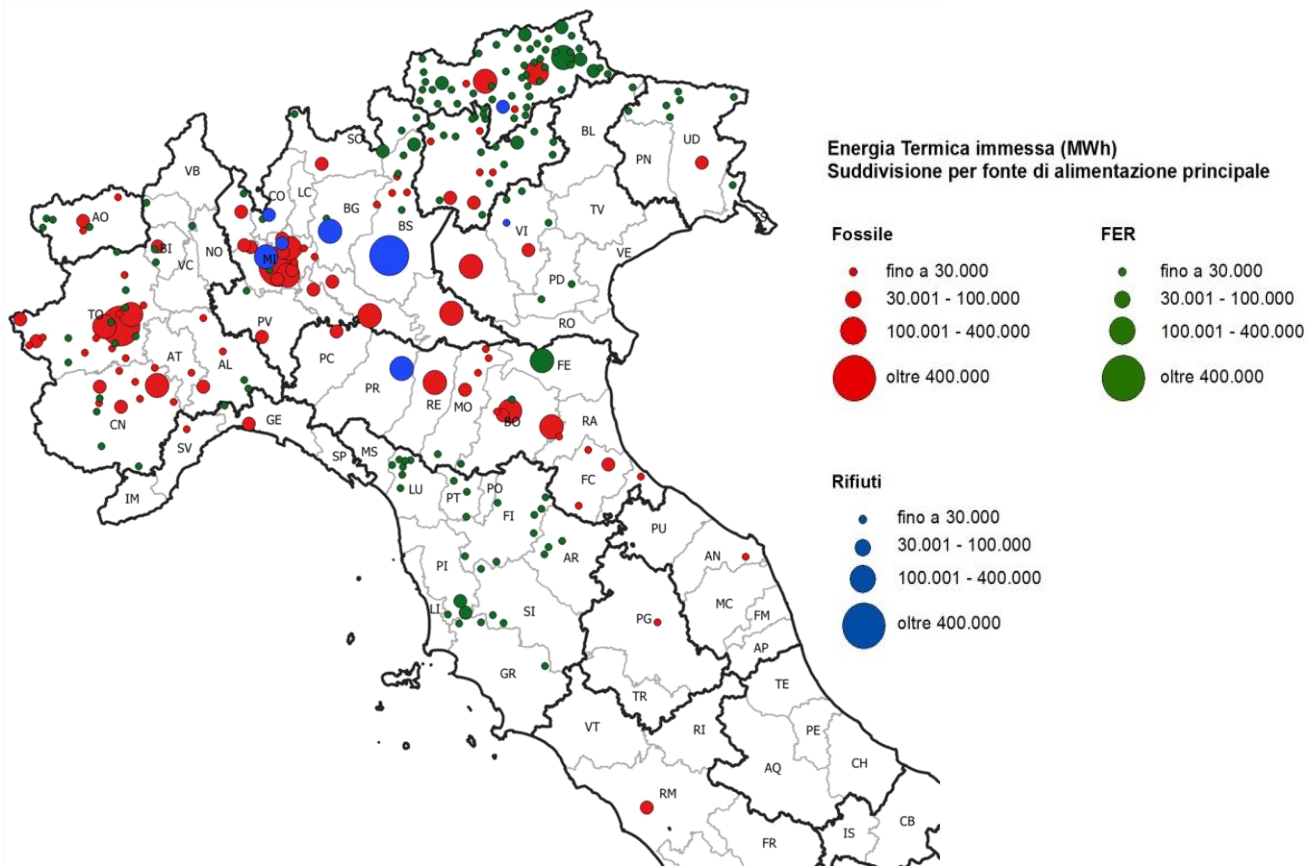 Energia Termica immessa (MWh)
Suddivisione per fonte di alimentazione principale
Fossile
fino a 30.000
30.001 - 100.000
100.001 - 400.000
oltre 400.000
FER
fino a 30.000
30.001 - 100.000
100.001 - 400.000
oltre 400.000
Rifiuti
fino a 30.000
30.001 - 100.000
100.001 - 400.000
oltre 400.000
BL
SO
UD
PN
VB
CO
LC
BG
BS
TV
AO
TS
VI
BI
VC
NO
MI
VE
PD
TO
PV
RO
AT
AL
PC
PR
RE
MO
FE
BO
CN
GE
RA
SV
SP
MS
FC
IM
LU
PT
PO
FI
PU
AN
PI
AR
LI
SI
MC
FM
PG
AP
GR
TR
TE
VT
RI
PE
AQ
CH
RM
FR
IS
CB